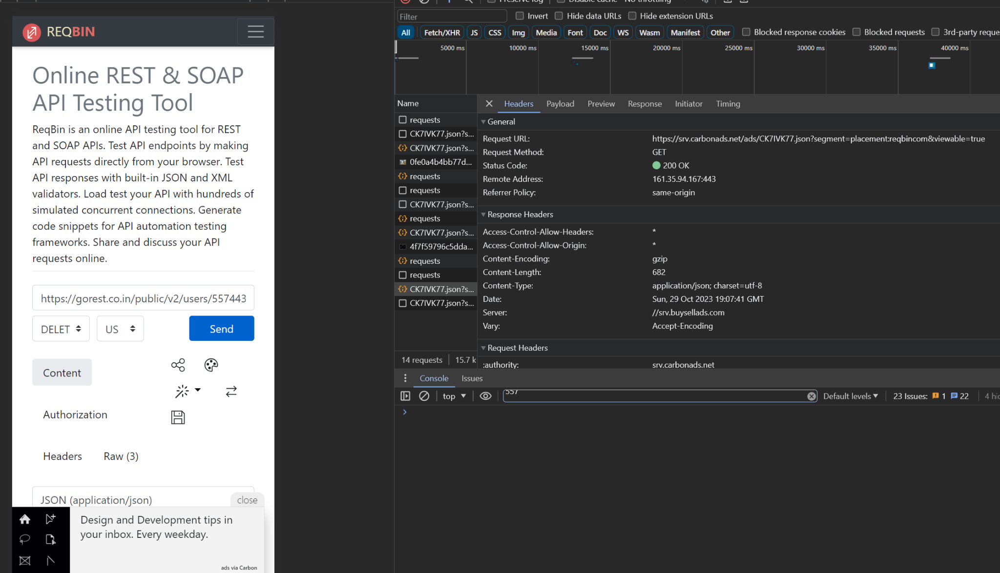 REQBIN
Online REST & SOAP
API Testing Tool
ReqBin is an online API testing tool for REST
and SOAP APIs. Test API endpoints by making
API requests directly from your browser. Test
API responses with built-in JSON and XML
validators. Load test your API with hundreds of
simulated concurrent connections. Generate
code snippets for API automation testing
frameworks. Share and discuss your API
requests online.
https://gorest.co.in/public/v2/users/557443
DELET
US
Send
Content
Authorization
Headers
Raw (3)
JSON (application/json)
close
Design and Development tips in
your inbox. Every weekday.
ads via Carbon
Preserve log
Disable cache
No throttling
Filter
Invert
Hide data URLs
Hide extension URLs
All
Fetch/XHR
JS
CSS
Img
Media
Font
Doc
WS
Wasm
Manifest
Other
Blocked response cookies
Blocked requests
3rd-party reque
5000 ms
10000 ms
15000 ms
20000 ms
25000 ms
30000 ms
35000 ms
40000 ms
Name
requests
CK7IVK77.json?s...
CK7IVK77.json?s...
0fe0a4b4bb77d...
requests
requests
CK7IVK77.json?s...
requests
CK7IVK77.json?s...
4f7f59796c5dda...
requests
requests
CK7IVK77.json?s...
CK7IVK77.json?s...
14 requests
15.7 k
Headers
Payload
Preview
Response
Initiator
Timing
General
Request URL: https://srv.carbonads.net/ads/CK7IVK77.json?segment=placement:reqbincom&viewable=true
Request Method: GET
Status Code: 200 OK
Remote Address: 161.35.94.167:443
Referrer Policy: same-origin
Response Headers
Access-Control-Allow-Headers: *
Access-Control-Allow-Origin: *
Content-Encoding: gzip
Content-Length: 682
Content-Type: application/json; charset=utf-8
Date: Sun, 29 Oct 2023 19:07:41 GMT
Server: //srv.buysellads.com
Vary: Accept-Encoding
Request Headers
:authority: srv.carbonads.net
Console
Issues
top
557
Default levels
23 Issues: 1 22
4 hi